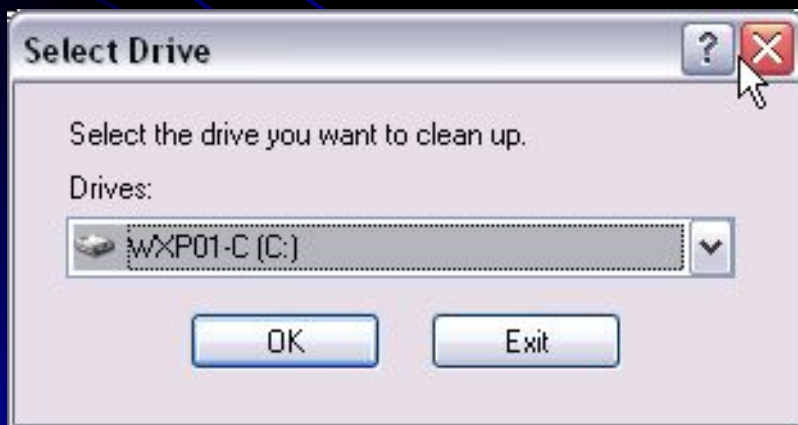 Select Drive
?
Select the drive you want to clean up.
Drives:
WXP01-C (C:)
OK
Exit